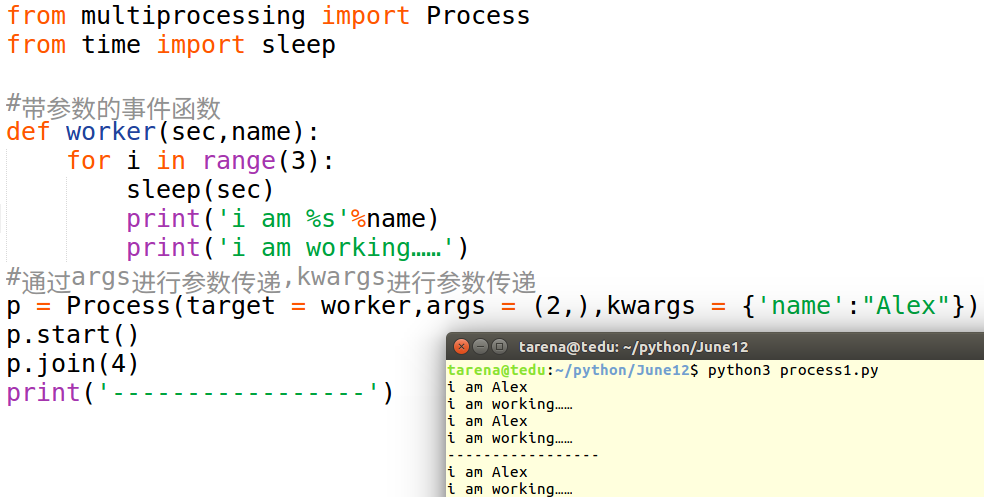 from multiprocessing import Process
from time import sleep
#带参数的事件函数
def worker(sec,name):
    for i in range(3):
        sleep(sec)
        print('i am %s'%name)
        print('i am working……')
#通过args进行参数传递,kwargs进行参数传递
p = Process(target = worker,args = (2,),kwargs = {'name':"Alex"})
p.start()
p.join(4)
print('-----------------')
tarena@tedu: ~/python/June12
tarena@tedu:~/python/June12$ python3 process1.py
i am Alex
i am working……
i am Alex
i am working……
-----------------
i am Alex
i am working……